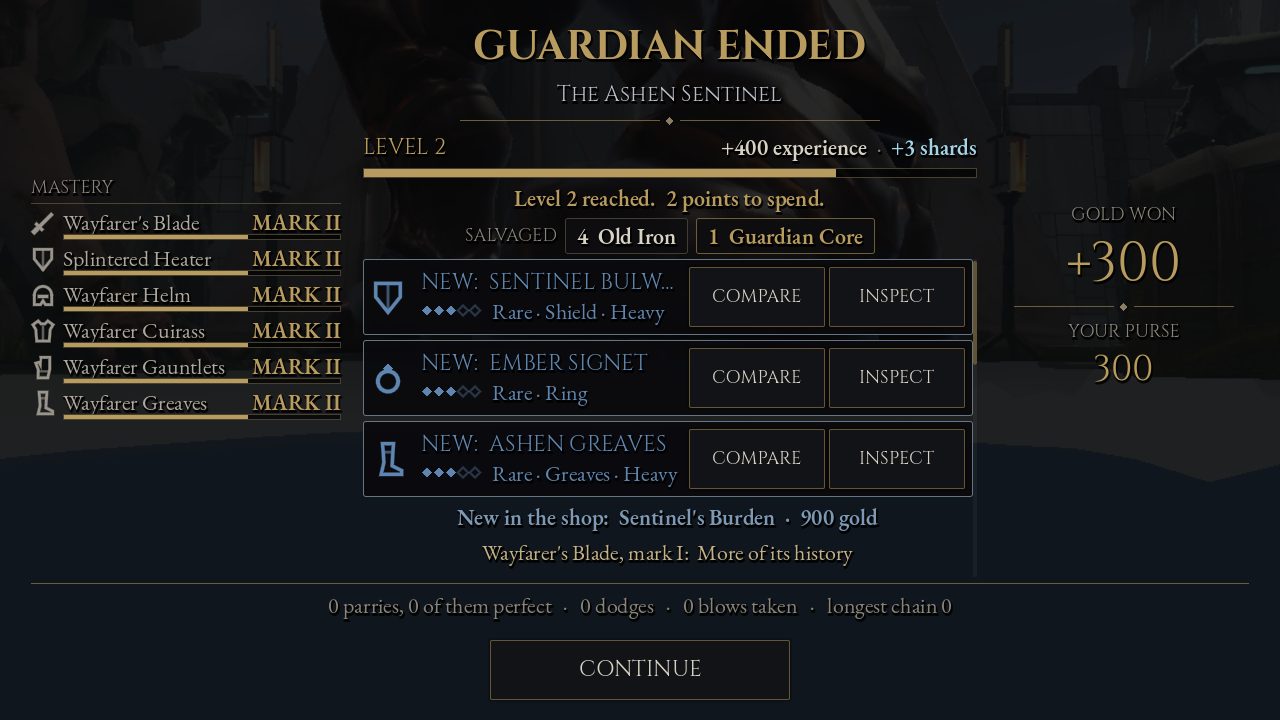 GUARDIAN ENDED
THE ASHEN SENTINEL
LEVEL 2
+400 experience · +3 shards
Level 2 reached. 2 points to spend.
SALVAGED 4 Old Iron 1 Guardian Core
MASTERY
Wayfarer's Blade MARK II
Splintered Heater MARK II
Wayfarer Helm MARK II
Wayfarer Cuirass MARK II
Wayfarer Gauntlets MARK II
Wayfarer Greaves MARK II
NEW: SENTINEL BULW...
Rare · Shield · Heavy
COMPARE INSPECT
NEW: EMBER SIGNET
Rare · Ring
COMPARE INSPECT
NEW: ASHEN GREAVES
Rare · Greaves · Heavy
COMPARE INSPECT
New in the shop: Sentinel's Burden · 900 gold
Wayfarer's Blade, mark I: More of its history
GOLD WON
+300
YOUR PURSE
300
0 parries, 0 of them perfect · 0 dodges · 0 blows taken · longest chain 0
CONTINUE